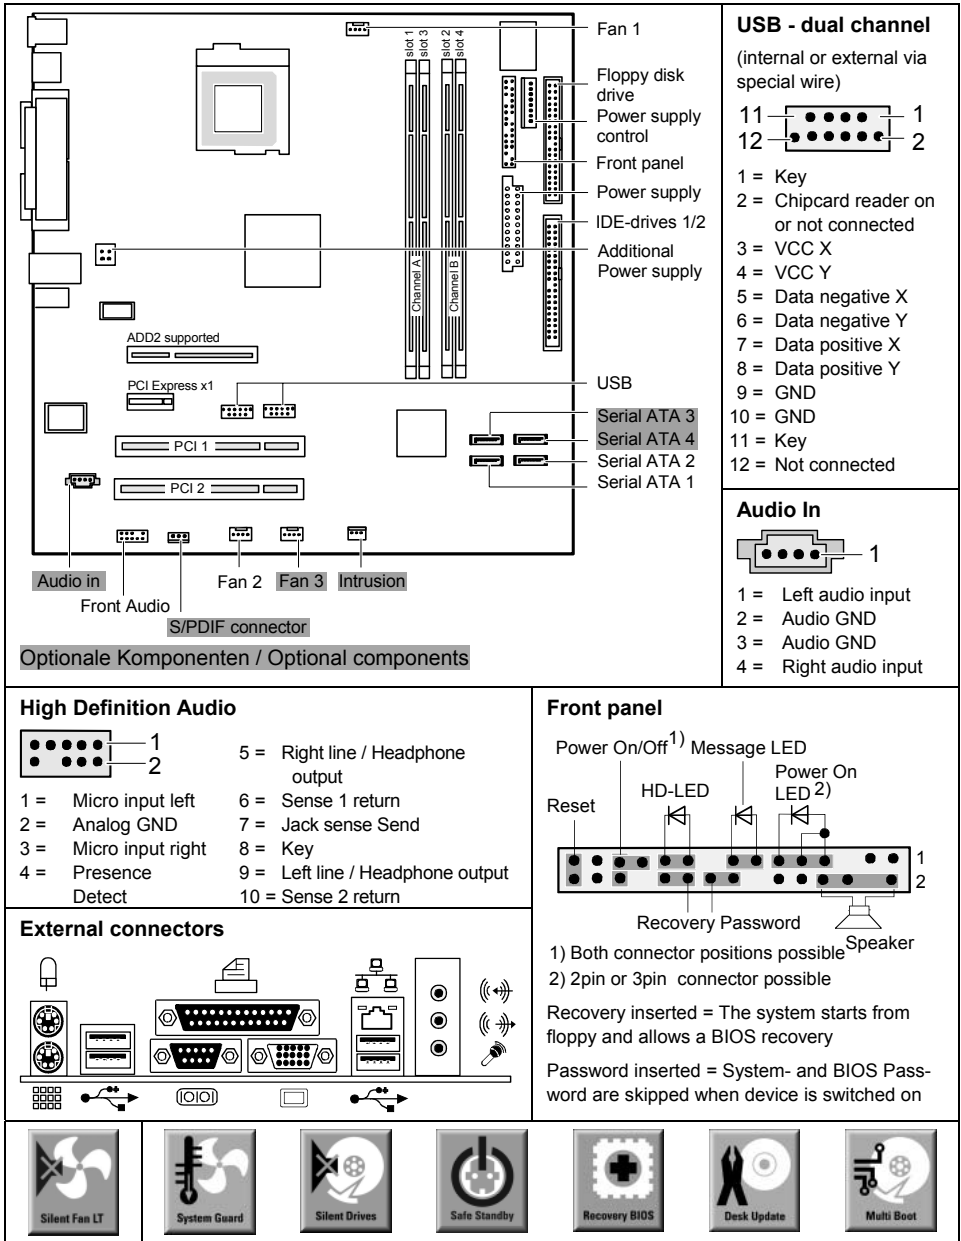 Fan 1
slot 1
slot 3
slot 2
slot 4
Floppy disk
drive
Power supply
control
Front panel
Power supply
IDE-drives 1/2
Additional
Power supply
Channel A
Channel B
ADD2 supported
PCI Express x1
USB
Serial ATA 3
Serial ATA 4
Serial ATA 2
Serial ATA 1
PCI 1
PCI 2
Audio in
Front Audio
S/PDIF connector
Fan 2
Fan 3
Intrusion
Optionale Komponenten / Optional components
USB - dual channel
(internal or external via
special wire)
11
1
12
2
1 = Key
2 = Chipcard reader on
or not connected
3 = VCC X
4 = VCC Y
5 = Data negative X
6 = Data negative Y
7 = Data positive X
8 = Data positive Y
9 = GND
10 = GND
11 = Key
12 = Not connected
Audio In
1
1 = Left audio input
2 = Audio GND
3 = Audio GND
4 = Right audio input
High Definition Audio
1
2
1 = Micro input left
2 = Analog GND
3 = Micro input right
4 = Presence
Detect
5 = Right line / Headphone
output
6 = Sense 1 return
7 = Jack sense Send
8 = Key
9 = Left line / Headphone output
10 = Sense 2 return
External connectors
Front panel
Power On/Off 1)
Message LED
Power On
LED 2)
HD-LED
Reset
1
2
Recovery
Password
Speaker
1) Both connector positions possible
2) 2pin or 3pin connector possible
Recovery inserted = The system starts from
floppy and allows a BIOS recovery
Password inserted = System- and BIOS Pass-
word are skipped when device is switched on
Silent Fan LT
System Guard
Silent Drives
Safe Standby
Recovery BIOS
Desk Update
Multi Boot